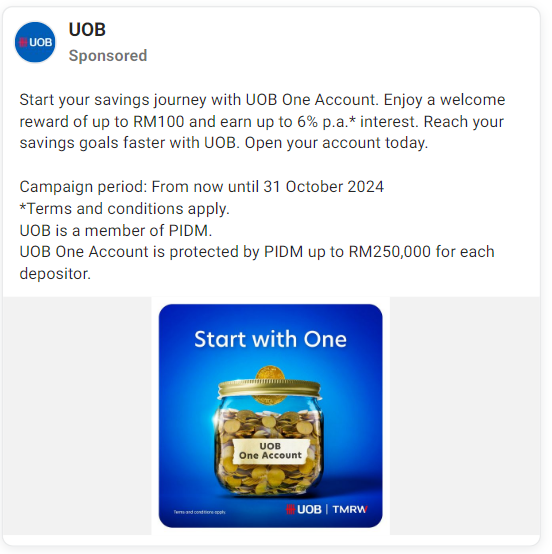 UOB
UOB
Sponsored
Start your savings journey with UOB One Account. Enjoy a welcome
reward of up to RM100 and earn up to 6% p.a.* interest. Reach your
savings goals faster with UOB. Open your account today.
Campaign period: From now until 31 October 2024
*Terms and conditions apply.
UOB is a member of PIDM.
UOB One Account is protected by PIDM up to RM250,000 for each
depositor.
Start with One
UOB
One Account
Terms and conditions apply.
UOB | TMRW